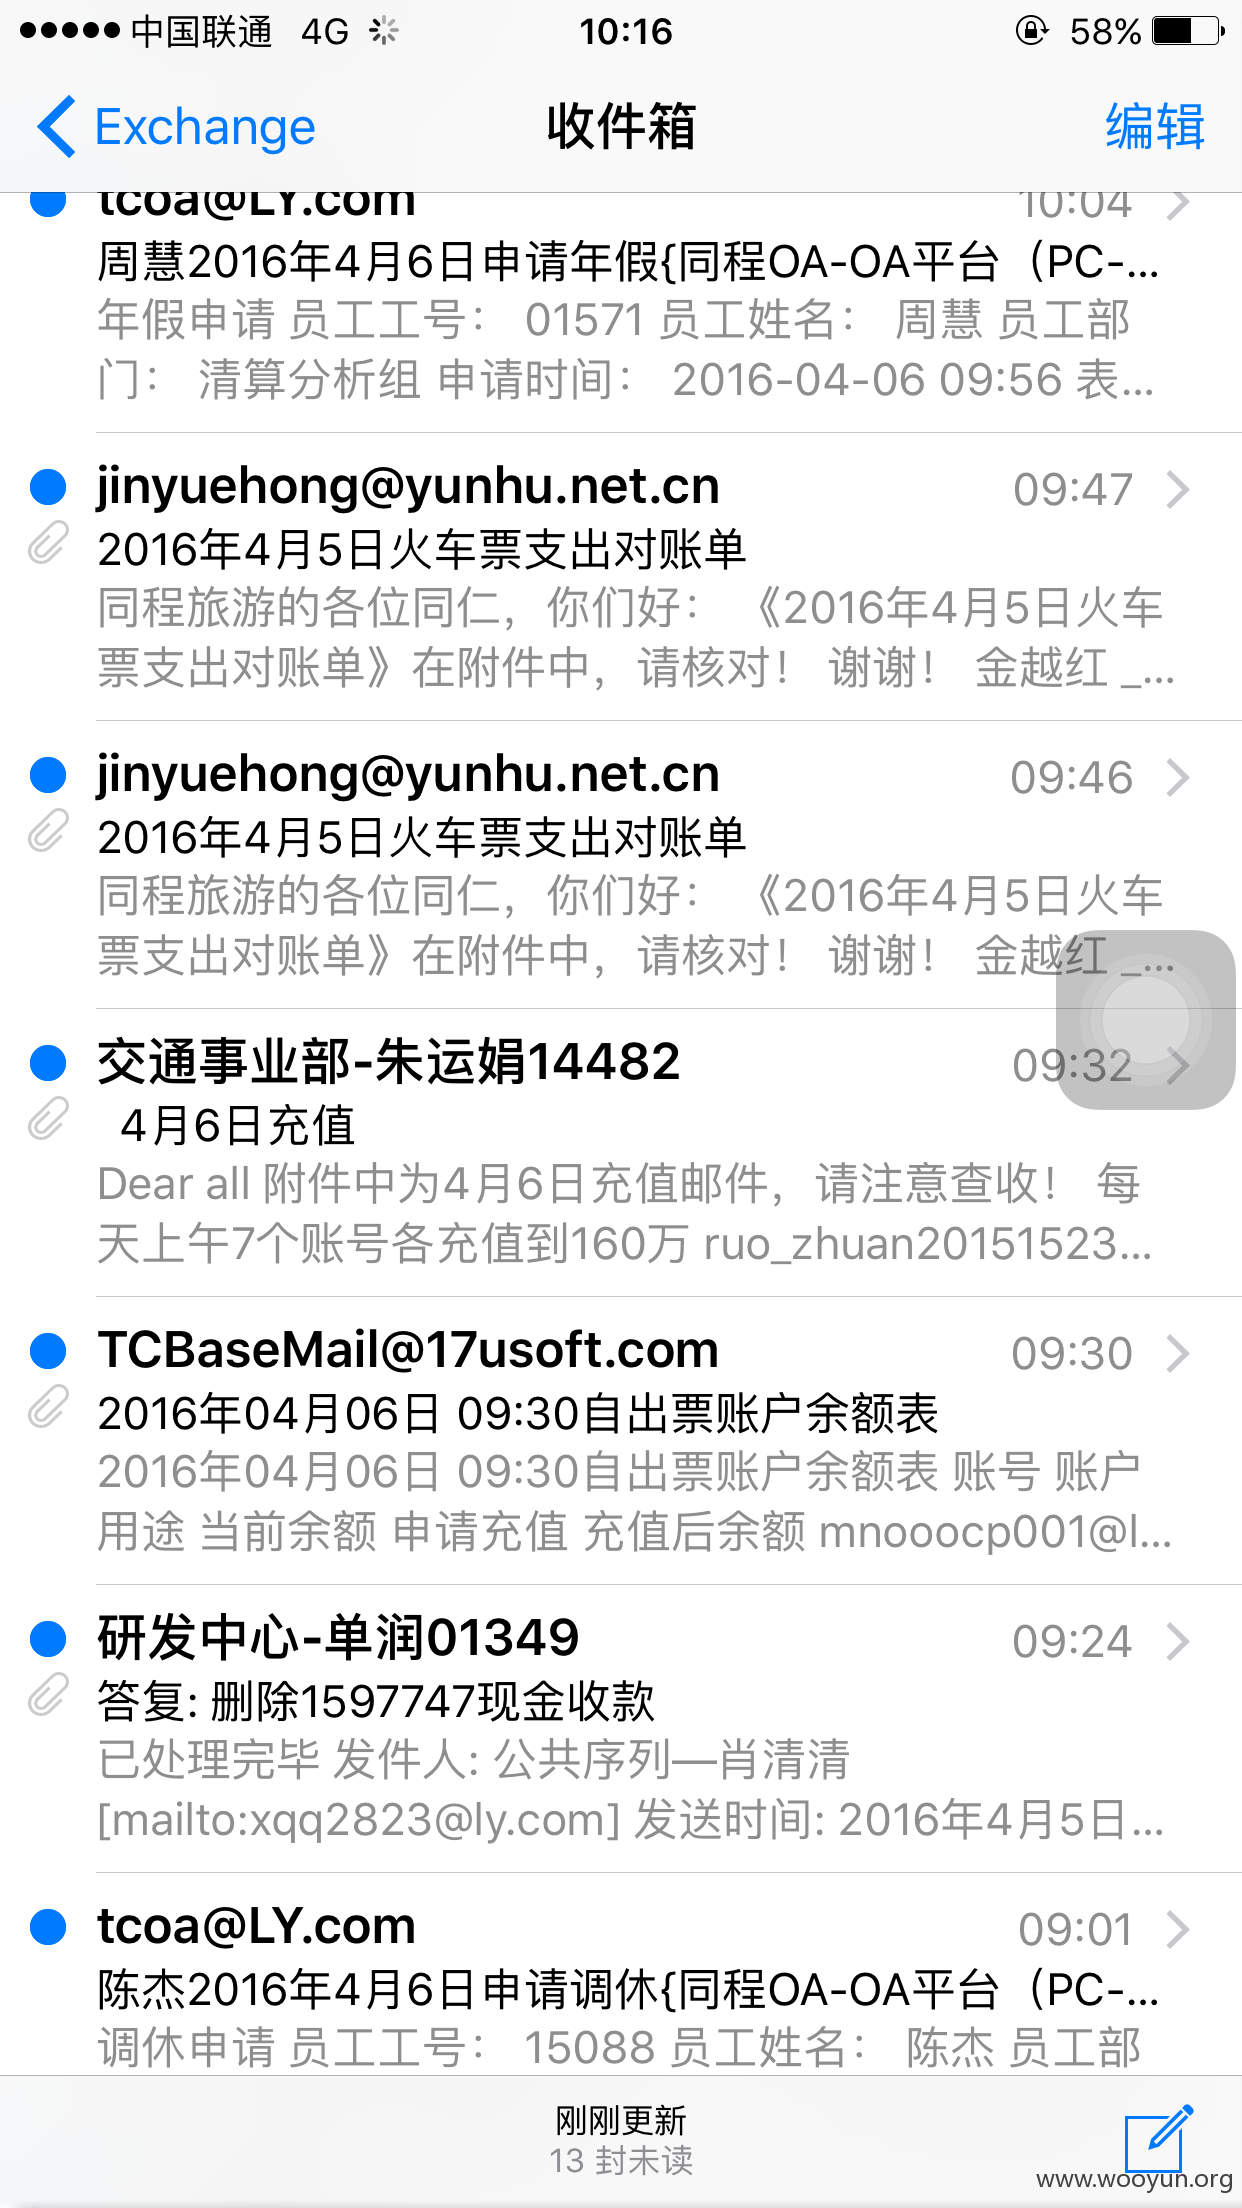 中国联通 4G 10:16 58%
Exchange 收件箱 编辑
tcoa@LY.com 10:04
周慧2016年4月6日申请年假{同程OA-OA平台（PC-...
年假申请 员工工号： 01571 员工姓名： 周慧 员工部
门： 清算分析组 申请时间： 2016-04-06 09:56 表...
jinyuehong@yunhu.net.cn 09:47
2016年4月5日火车票支出对账单
同程旅游的各位同仁，你们好： 《2016年4月5日火车
票支出对账单》在附件中，请核对！ 谢谢！ 金越红 _...
jinyuehong@yunhu.net.cn 09:46
2016年4月5日火车票支出对账单
同程旅游的各位同仁，你们好： 《2016年4月5日火车
票支出对账单》在附件中，请核对！ 谢谢！ 金越红 _...
交通事业部-朱运娟14482 09:32
4月6日充值
Dear all 附件中为4月6日充值邮件，请注意查收！ 每
天上午7个账号各充值到160万 ruo_zhuan20151523...
TCBaseMail@17usoft.com 09:30
2016年04月06日 09:30自出票账户余额表
2016年04月06日 09:30自出票账户余额表 账号 账户
用途 当前余额 申请充值 充值后余额 mnooocp001@l...
研发中心-单润01349 09:24
答复: 删除1597747现金收款
已处理完毕 发件人: 公共序列—肖清清
[mailto:xqq2823@ly.com] 发送时间: 2016年4月5日...
tcoa@LY.com 09:01
陈杰2016年4月6日申请调休{同程OA-OA平台（PC-...
调休申请 员工工号： 15088 员工姓名： 陈杰 员工部
刚刚更新
13 封未读
www.wooyun.org